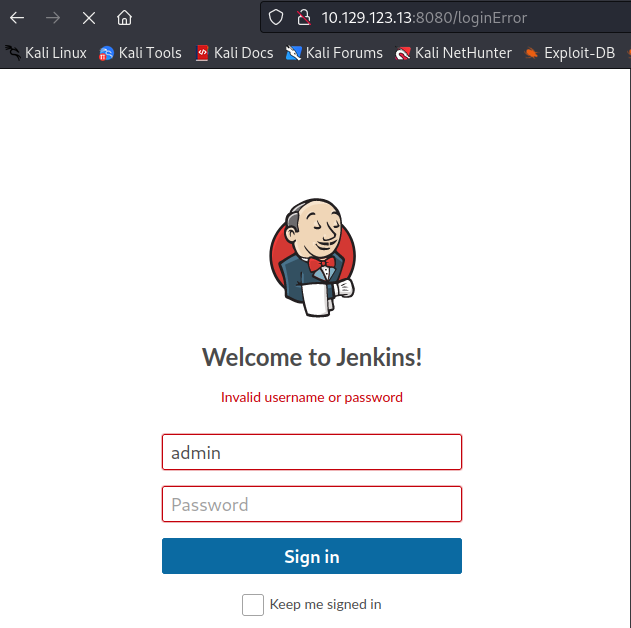 10.129.123.13:8080/loginError
Kali Linux Kali Tools Kali Docs Kali Forums Kali NetHunter Exploit-DB
Welcome to Jenkins!
Invalid username or password
admin
Password
Sign in
Keep me signed in